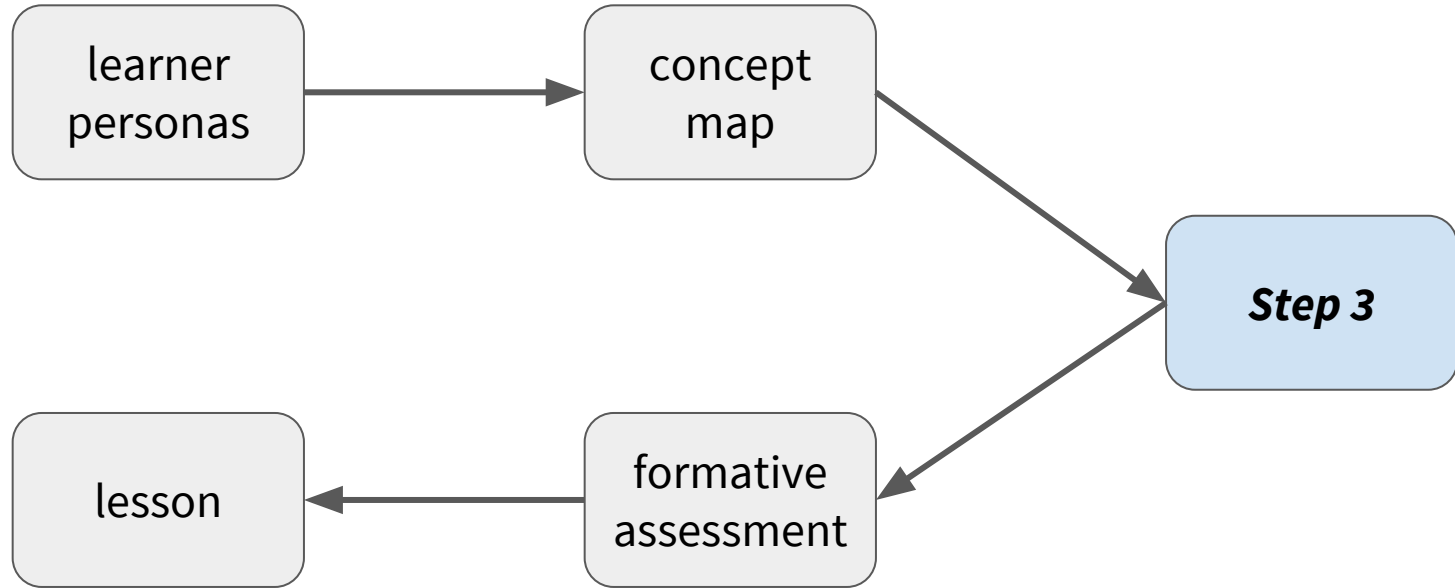 learner
personas
concept
map
Step 3
formative
assessment
lesson